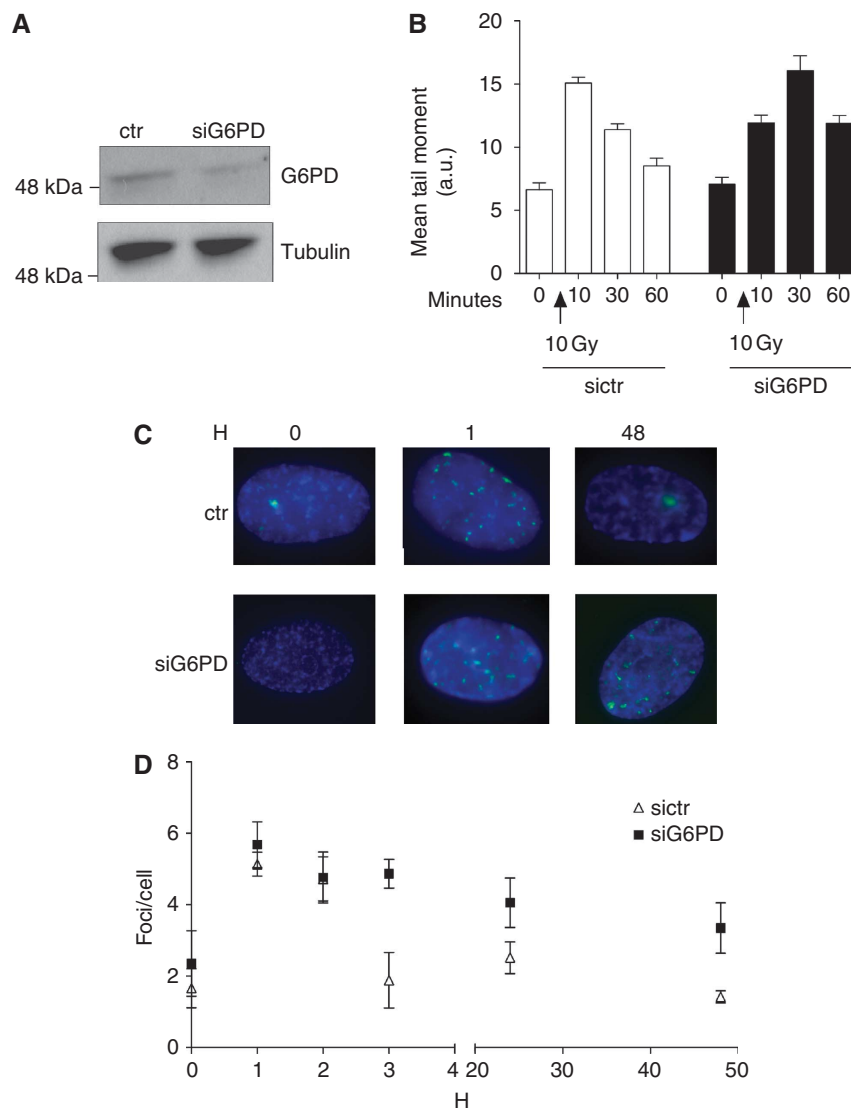 A
ctr siG6PD
48 kDa G6PD
48 kDa Tubulin
B
Mean tail moment
(a.u.)
20
15
10
5
0
Minutes 0 10 30 60 0 10 30 60
10 Gy 10 Gy
sictr siG6PD
C
H 0 1 48
ctr
siG6PD
D
Foci/cell
8
6
4
2
0
sictr
siG6PD
0 1 2 3 4 20 30 40 50
H